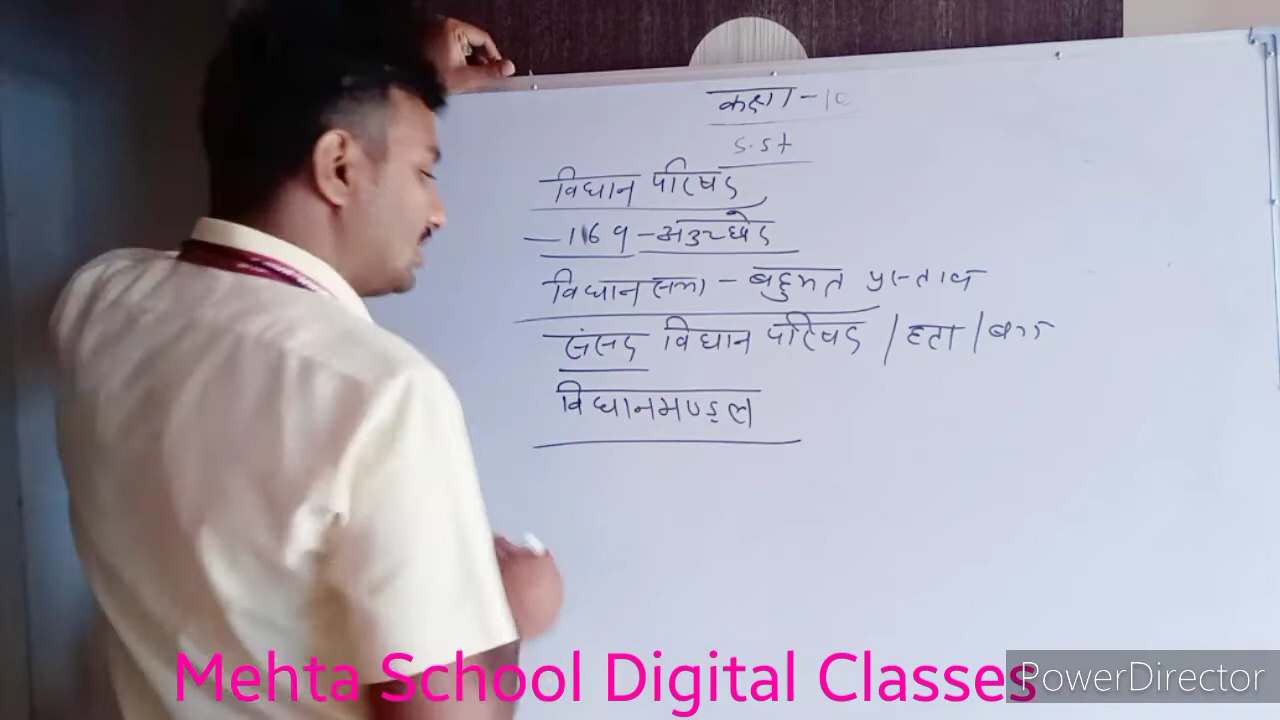 कक्षा - 10
S.St
विधान परिषद
- 169 - अनुच्छेद
विधानसभा - बहुमत प्रस्ताव
संसद विधान परिषद / हटा / बना
विधानमण्डल
Mehta School Digital Classes
PowerDirector